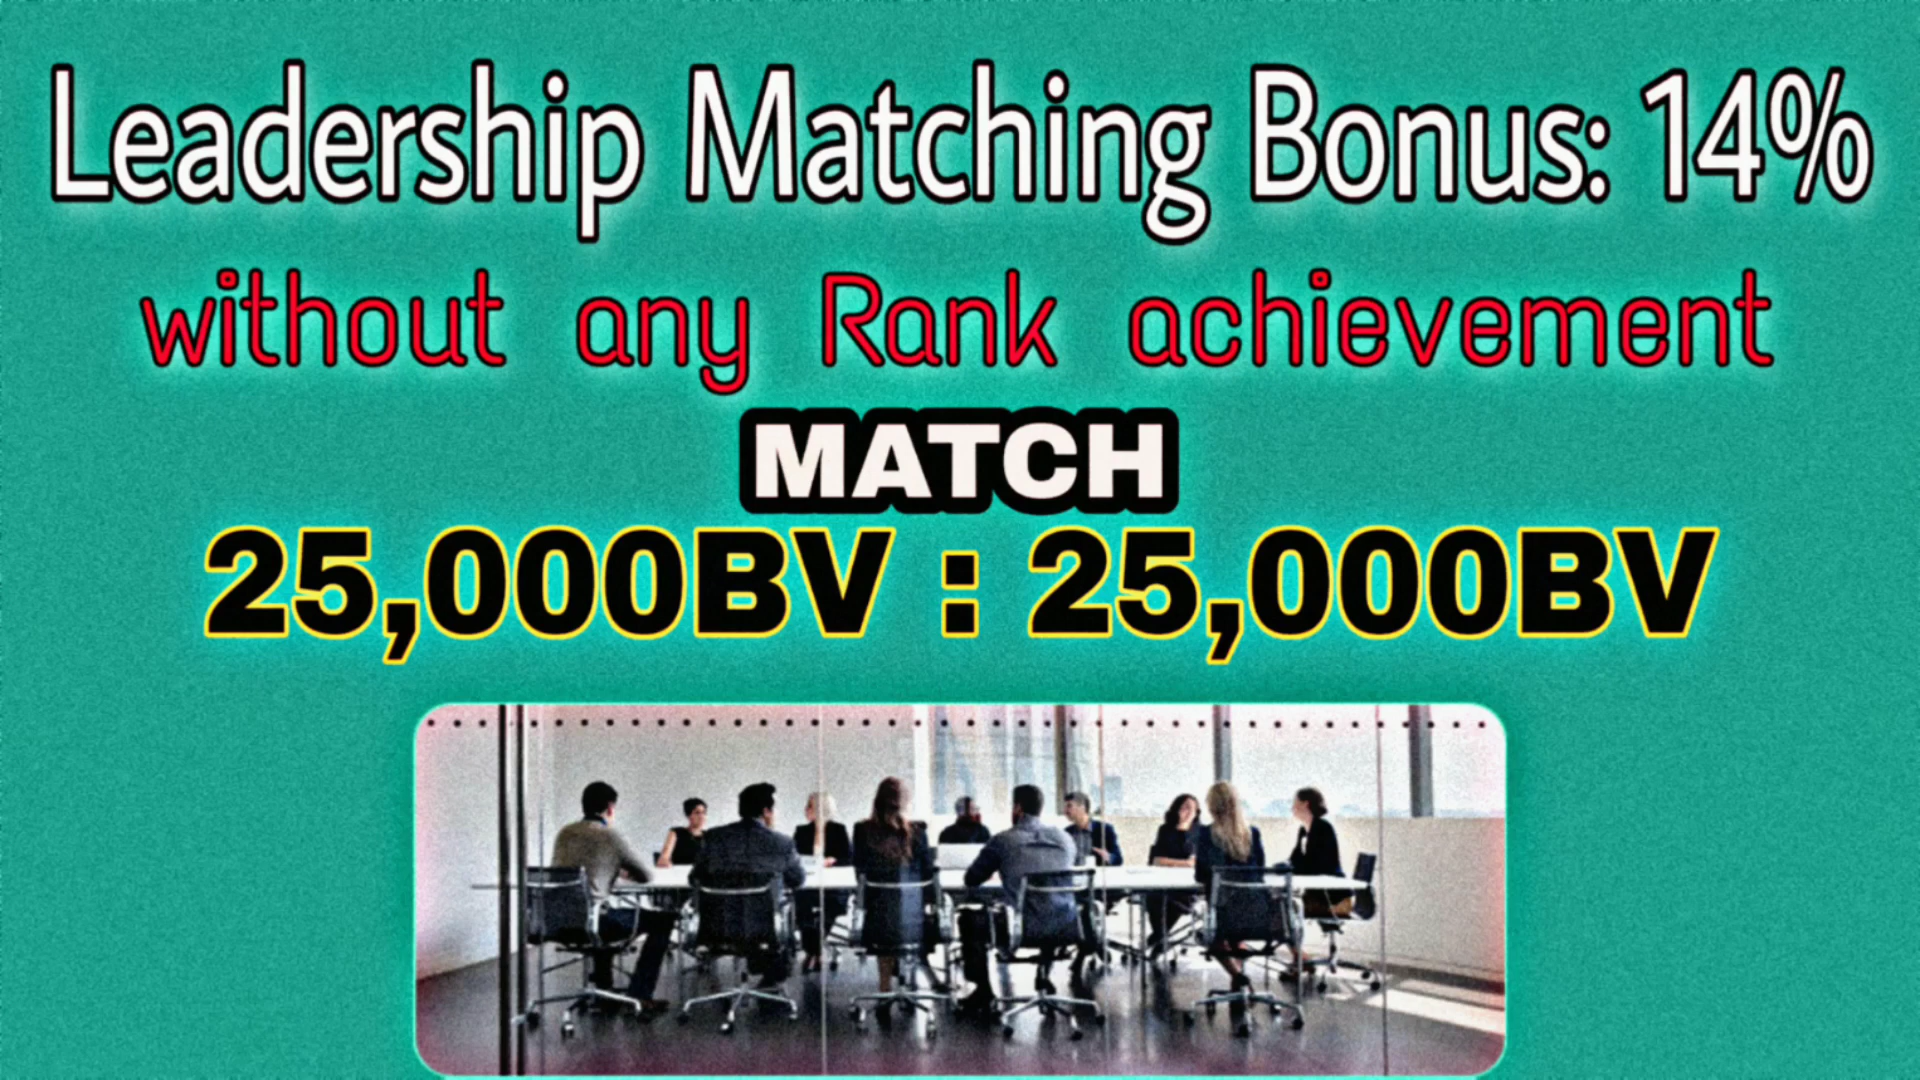 Leadership Matching Bonus: 14%
without any Rank achievement
MATCH
25,000BV : 25,000BV